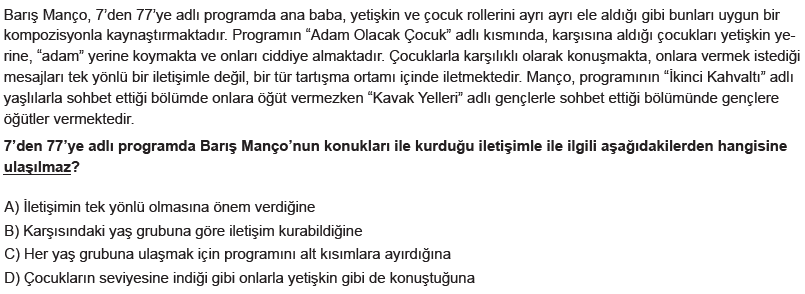 Barış Manço, 7’den 77’ye adlı programda ana baba, yetişkin ve çocuk rollerini ayrı ayrı ele aldığı gibi bunları uygun bir
kompozisyonla kaynaştırmaktadır. Programın “Adam Olacak Çocuk” adlı kısmında, karşısına aldığı çocukları yetişkin ye-
rine, “adam” yerine koymakta ve onları ciddiye almaktadır. Çocuklarla karşılıklı olarak konuşmakta, onlara vermek istediği
mesajları tek yönlü bir iletişimle değil, bir tür tartışma ortamı içinde iletmektedir. Manço, programının “İkinci Kahvaltı” adlı
yaşlılarla sohbet ettiği bölümde onlara öğüt vermezken “Kavak Yelleri” adlı gençlerle sohbet ettiği bölümünde gençlere
öğütler vermektedir.
7’den 77’ye adlı programda Barış Manço’nun konukları ile kurduğu iletişimle ile ilgili aşağıdakilerden hangisine
ulaşılmaz?
A) İletişimin tek yönlü olmasına önem verdiğine
B) Karşısındaki yaş grubuna göre iletişim kurabildiğine
C) Her yaş grubuna ulaşmak için programını alt kısımlara ayırdığına
D) Çocukların seviyesine indiği gibi onlarla yetişkin gibi de konuştuğuna